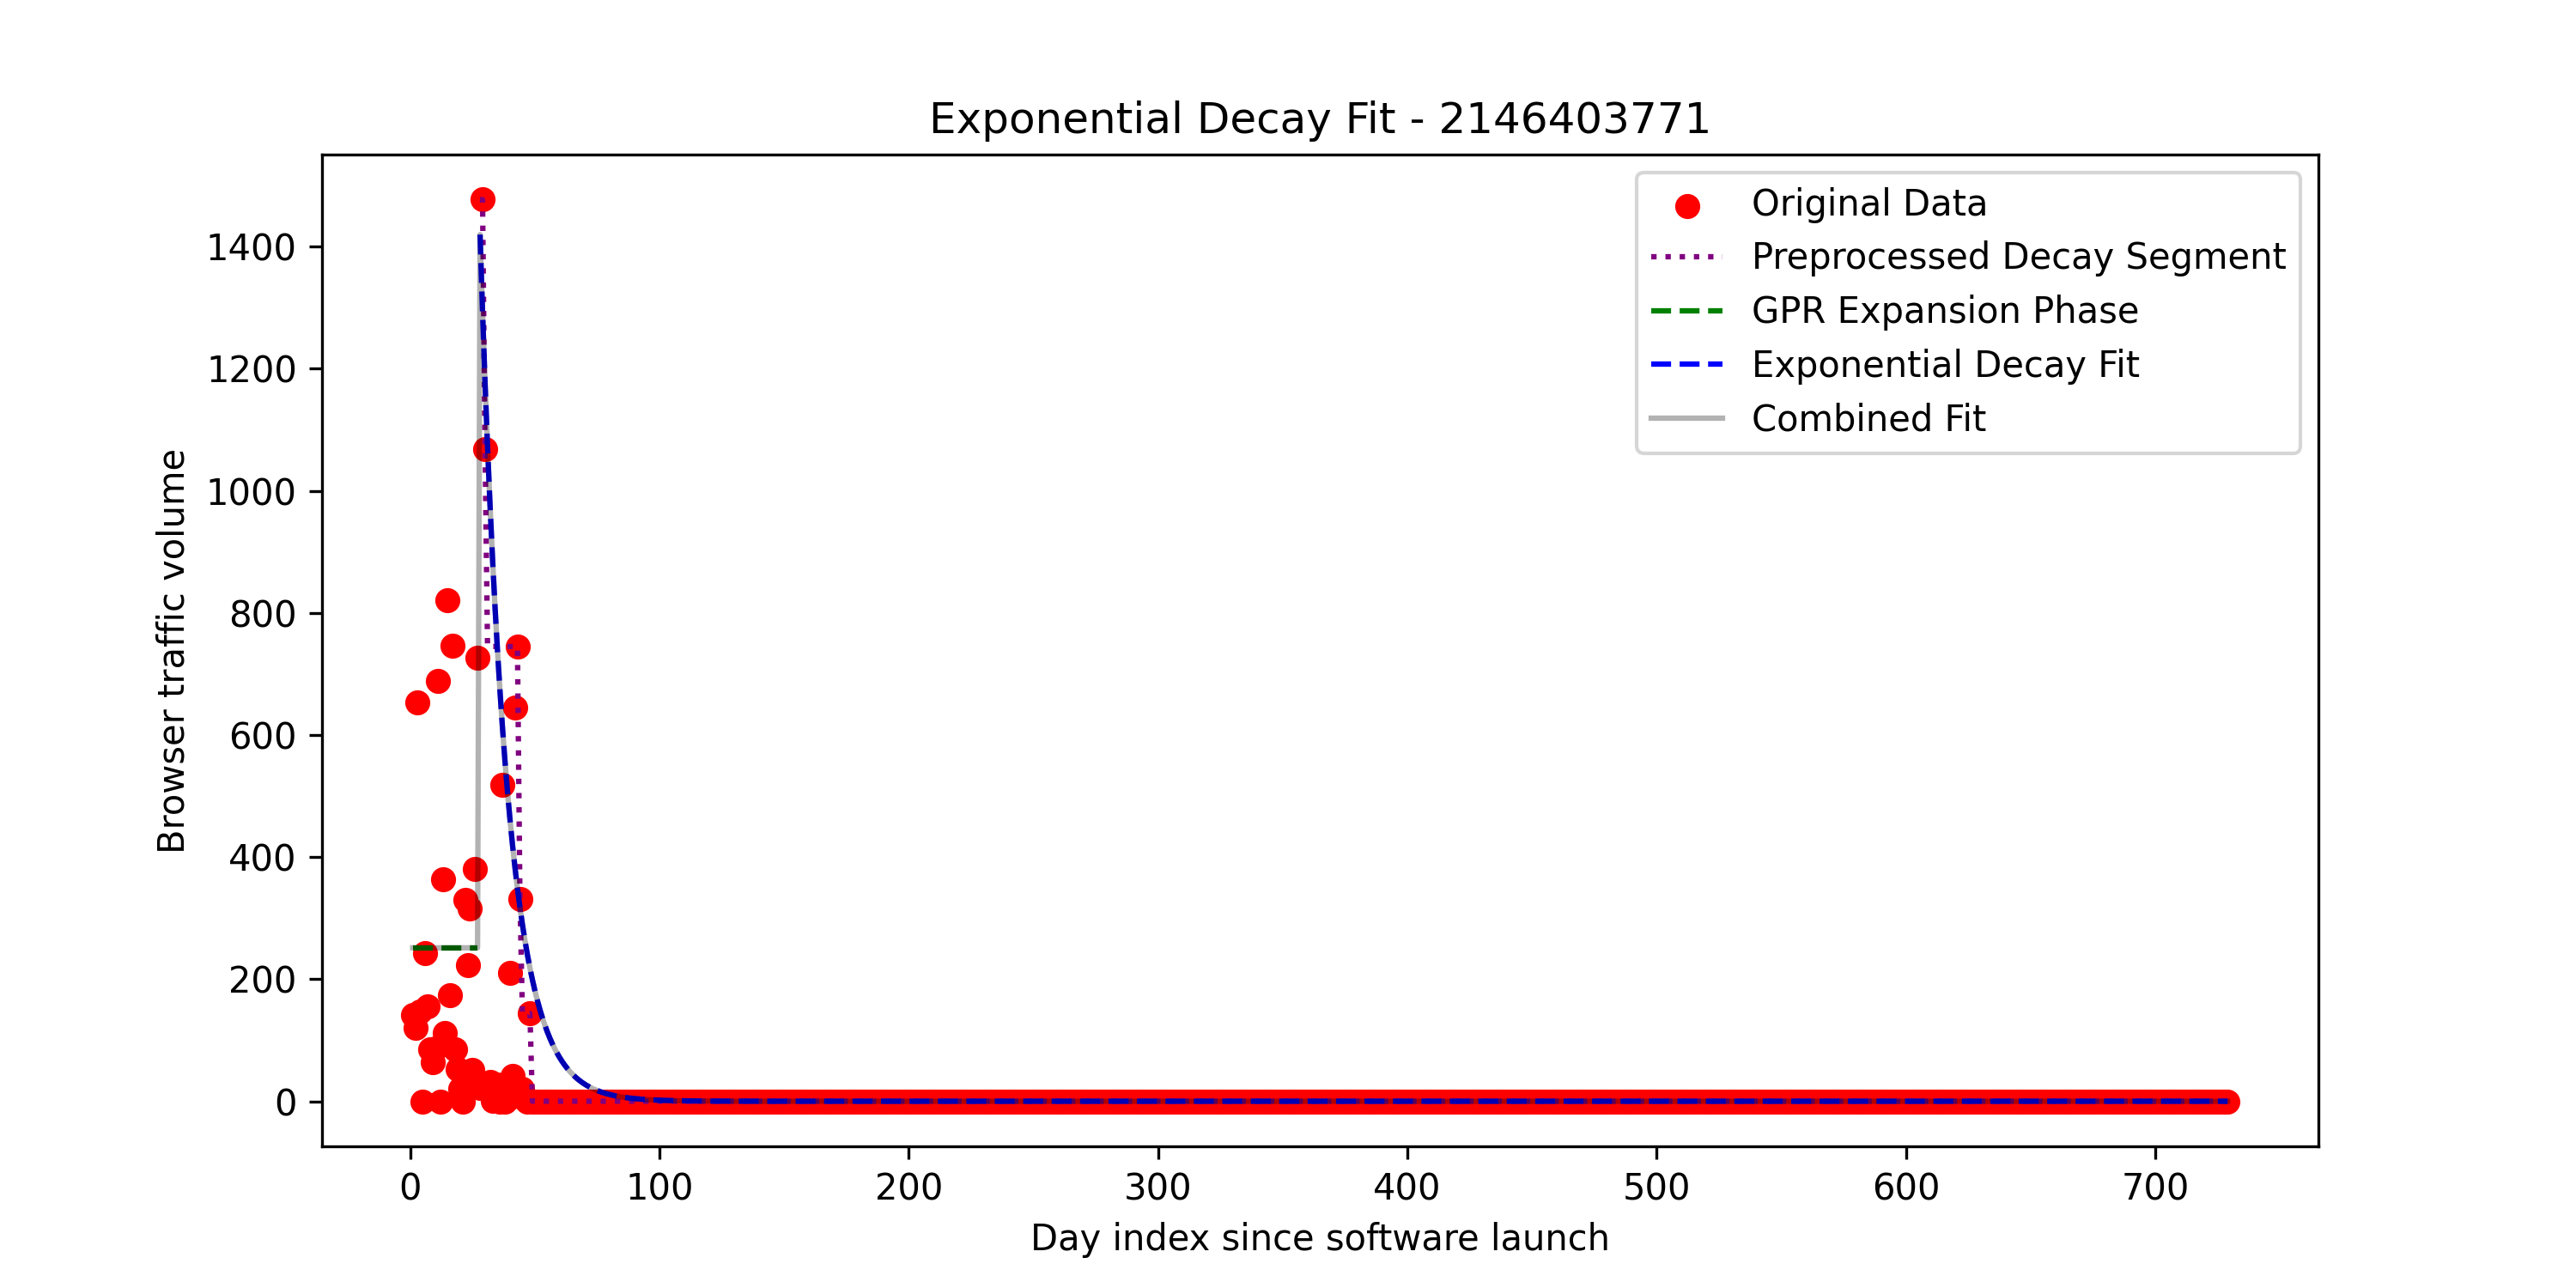 Exponential Decay Fit - 2146403771
Original Data
Preprocessed Decay Segment
GPR Expansion Phase
Exponential Decay Fit
Combined Fit
Browser traffic volume
1400
1200
1000
800
600
400
200
0
0 100 200 300 400 500 600 700
Day index since software launch